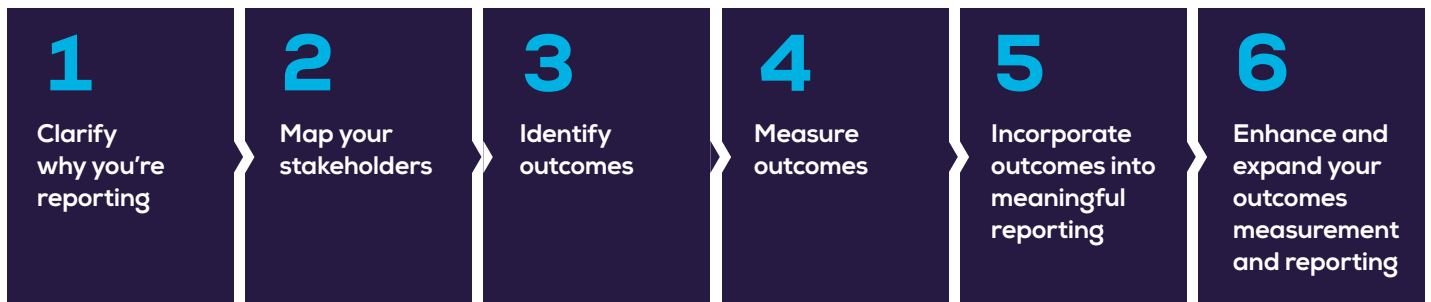 1
Clarify
why you're
reporting
2
Map your
stakeholders
3
Identify
outcomes
4
Measure
outcomes
5
Incorporate
outcomes into
meaningful
reporting
6
Enhance and
expand your
outcomes
measurement
and reporting